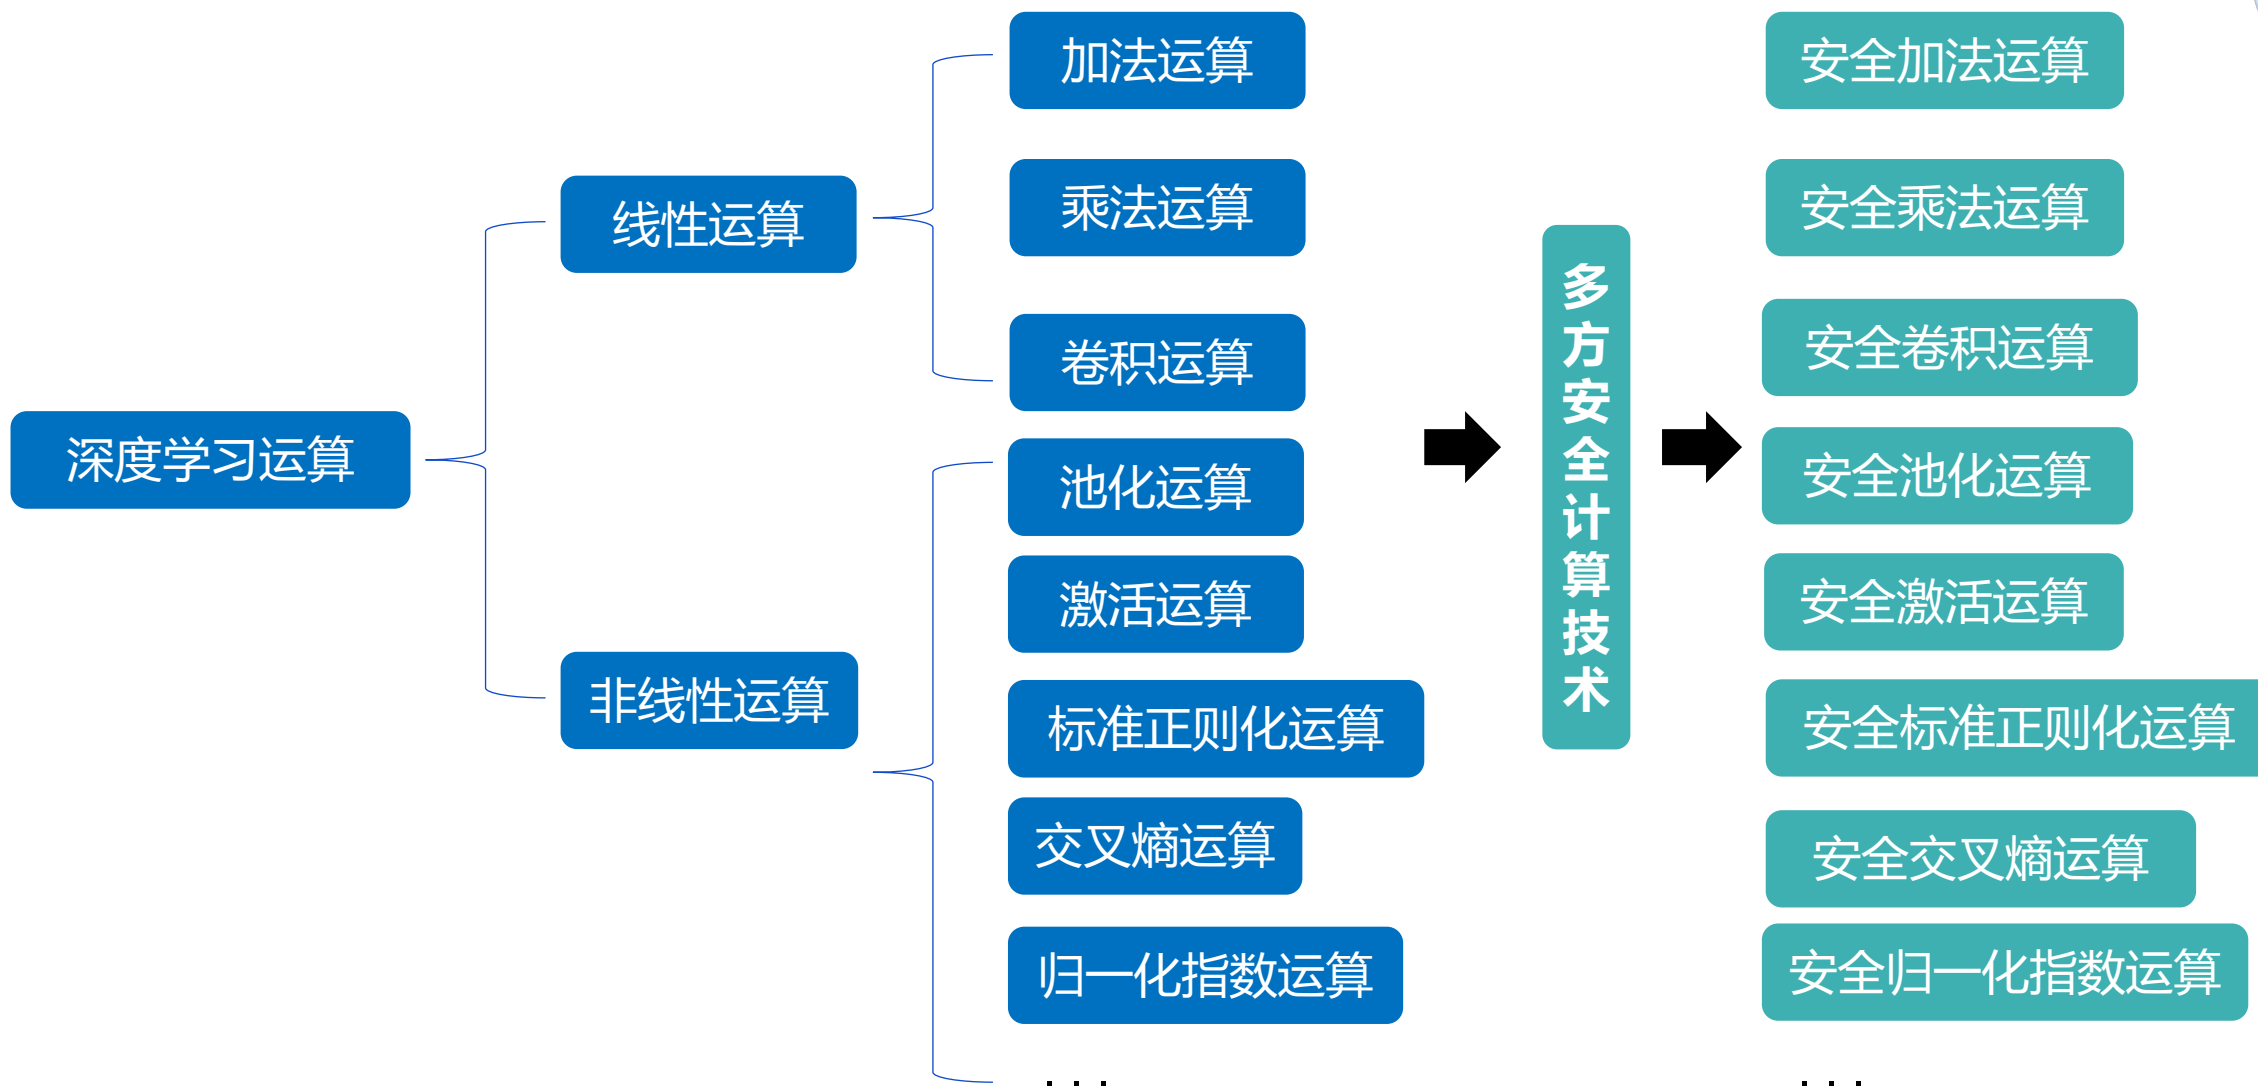 深度学习运算
线性运算
非线性运算
加法运算
乘法运算
卷积运算
池化运算
激活运算
标准正则化运算
交叉熵运算
归一化指数运算
...
多方安全计算技术
安全加法运算
安全乘法运算
安全卷积运算
安全池化运算
安全激活运算
安全标准正则化运算
安全交叉熵运算
安全归一化指数运算
...